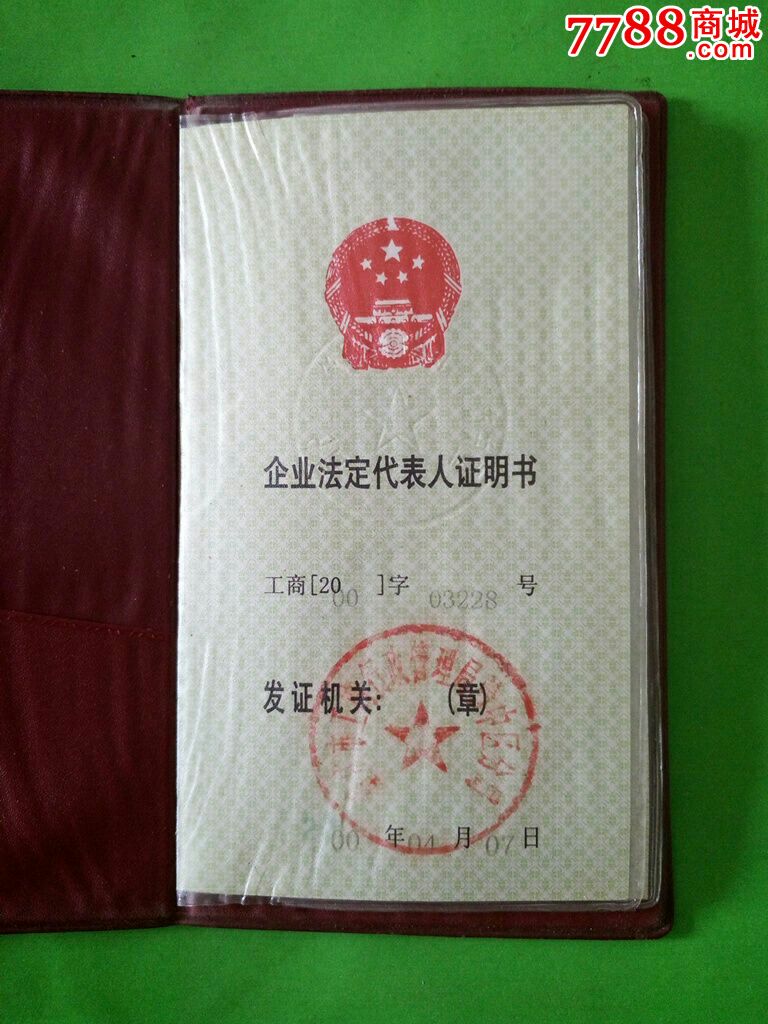 7788商城
.com
企业法定代表人证明书
工商[20 00 ]字 03228 号
发证机关: (章)
00 年 04 月 07 日